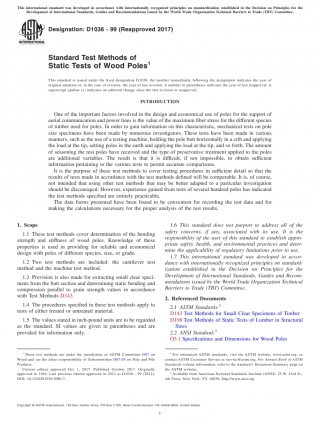 This international standard was developed in accordance with internationally recognized principles on standardization established in the Decision on Principles for the
Development of International Standards, Guides and Recommendations issued by the World Trade Organization Technical Barriers to Trade (TBT) Committee.
INTERNATIONAL
Designation: D1036 − 99 (Reapproved 2017)
Standard Test Methods of
Static Tests of Wood Poles1
This standard is issued under the fixed designation D1036; the number immediately following the designation indicates the year of
original adoption or, in the case of revision, the year of last revision. A number in parentheses indicates the year of last reapproval. A
superscript epsilon (ε) indicates an editorial change since the last revision or reapproval.
INTRODUCTION
One of the important factors involved in the design and economical use of poles for the support of
aerial communication and power lines is the value of the maximum fiber stress for the different species
of timber used for poles. In order to gain information on this characteristic, mechanical tests on pole
size specimens have been made by numerous investigators. These tests have been made in various
manners, such as the use of a testing machine, holding the pole butt horizontally in a crib and applying
the load at the tip, setting poles in the earth and applying the load at the tip, and so forth. The amount
of seasoning the test poles have received and the type of preservative applied to the poles
are additional variables. The result is that it is difficult, if not impossible, to obtain sufficient
information pertaining to the various tests to permit accurate comparisons.
It is the purpose of these test methods to cover testing procedures in sufficient detail so that the
results of tests made in accordance with the test methods defined will be comparable. It is, of course,
not intended that using other test methods that may be better adapted to a particular investigation
should be discouraged. However, experience gained from tests of several hundred poles has indicated
the test methods specified are entirely practicable.
The data forms presented have been found to be convenient for recording the test data and for
making the calculations necessary for the proper analysis of the test results.
1. Scope
1.1 These test methods cover determination of the bending
strength and stiffness of wood poles. Knowledge of these
properties is used in providing for reliable and economical
design with poles of different species, size, or grade.
1.2 Two test methods are included: the cantilever test
method and the machine test method.
1.3 Provision is also made for extracting small clear speci-
mens from the butt section and determining static bending and
compression (parallel to grain) strength values in accordance
with Test Methods D143.
1.4 The procedures specified in these test methods apply to
tests of either treated or untreated material.
1.5 The values stated in inch-pound units are to be regarded
as the standard. SI values are given in parentheses and are
provided for information only.
1.6 This standard does not purport to address all of the
safety concerns, if any, associated with its use. It is the
responsibility of the user of this standard to establish appro-
priate safety, health, and environmental practices and deter-
mine the applicability of regulatory limitations prior to use.
1.7 This international standard was developed in accor-
dance with internationally recognized principles on standard-
ization established in the Decision on Principles for the
Development of International Standards, Guides and Recom-
mendations issued by the World Trade Organization Technical
Barriers to Trade (TBT) Committee.
2. Referenced Documents
2.1 ASTM Standards:2
D143 Test Methods for Small Clear Specimens of Timber
D198 Test Methods of Static Tests of Lumber in Structural
Sizes
2.2 ANSI Standard:3
O5.1 Specifications and Dimensions for Wood Poles
1 These test methods are under the jurisdiction of ASTM Committee D07 on
Wood and are the direct responsibility of Subcommittee D07.04 on Pole and Pile
Products.
Current edition approved Oct. 1, 2017. Published October 2017. Originally
approved in 1949. Last previous edition approved in 2012 as D1036 – 99 (2012).
DOI: 10.1520/D1036-99R17.
2 For referenced ASTM standards, visit the ASTM website, www.astm.org, or
contact ASTM Customer Service at service@astm.org. For Annual Book of ASTM
Standards volume information, refer to the standard's Document Summary page on
the ASTM website.
3 Available from American National Standards Institute (ANSI), 25 W. 43rd St.,
4th Floor, New York, NY 10036, http://www.ansi.org.
Copyright © ASTM International, 100 Barr Harbor Drive, PO Box C700, West Conshohocken, PA 19428-2959. United States
1